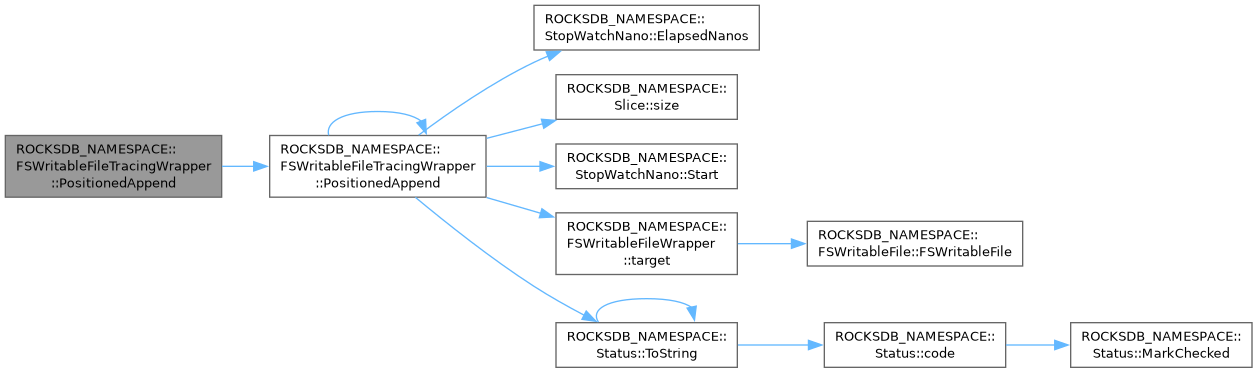 ROCKSDB_NAMESPACE::
FSWritableFileTracingWrapper
::PositionedAppend
ROCKSDB_NAMESPACE::
FSWritableFileTracingWrapper
::PositionedAppend
ROCKSDB_NAMESPACE::
StopWatchNano::ElapsedNanos
ROCKSDB_NAMESPACE::
Slice::size
ROCKSDB_NAMESPACE::
StopWatchNano::Start
ROCKSDB_NAMESPACE::
FSWritableFileWrapper
::target
ROCKSDB_NAMESPACE::
FSWritableFile::FSWritableFile
ROCKSDB_NAMESPACE::
Status::ToString
ROCKSDB_NAMESPACE::
Status::code
ROCKSDB_NAMESPACE::
Status::MarkChecked